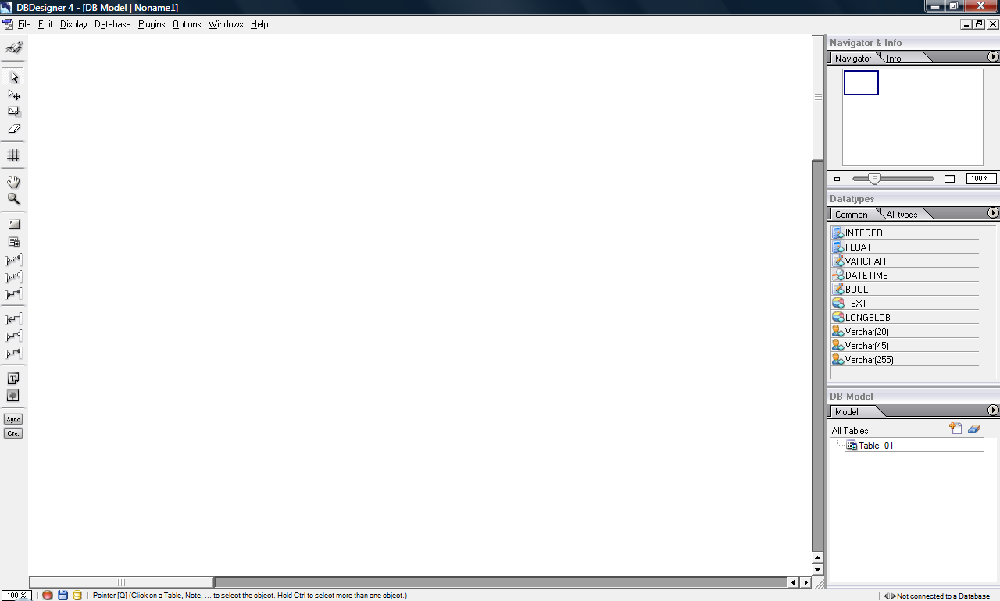 DBDesigner 4 - [DB Model | Noname1]
File Edit Display Database Plugins Options Windows Help
Navigator & Info
Navigator Info
100%
Datatypes
Common All types
INTEGER
FLOAT
VARCHAR
DATETIME
BOOL
TEXT
LONGBLOB
Varchar(20)
Varchar(45)
Varchar(255)
DB Model
Model
All Tables
Table_01
Sync
Crc.
100 % Pointer [Q] (Click on a Table, Note, ... to select the object. Hold Ctrl to select more than one object.) Not connected to a Database